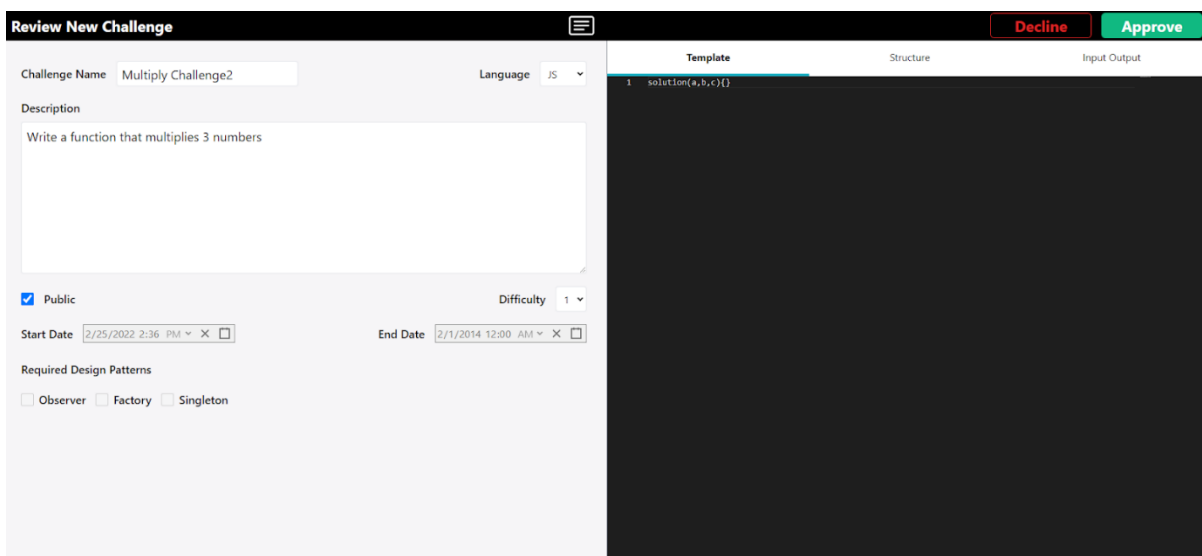 Review New Challenge
Decline
Approve
Challenge Name Multiply Challenge2 Language JS
Description
Write a function that multiplies 3 numbers
Public Difficulty 1
Start Date 2/25/2022 2:36 PM End Date 2/1/2014 12:00 AM
Required Design Patterns
Observer Factory Singleton
Template Structure Input Output
1 solution(a,b,c){}